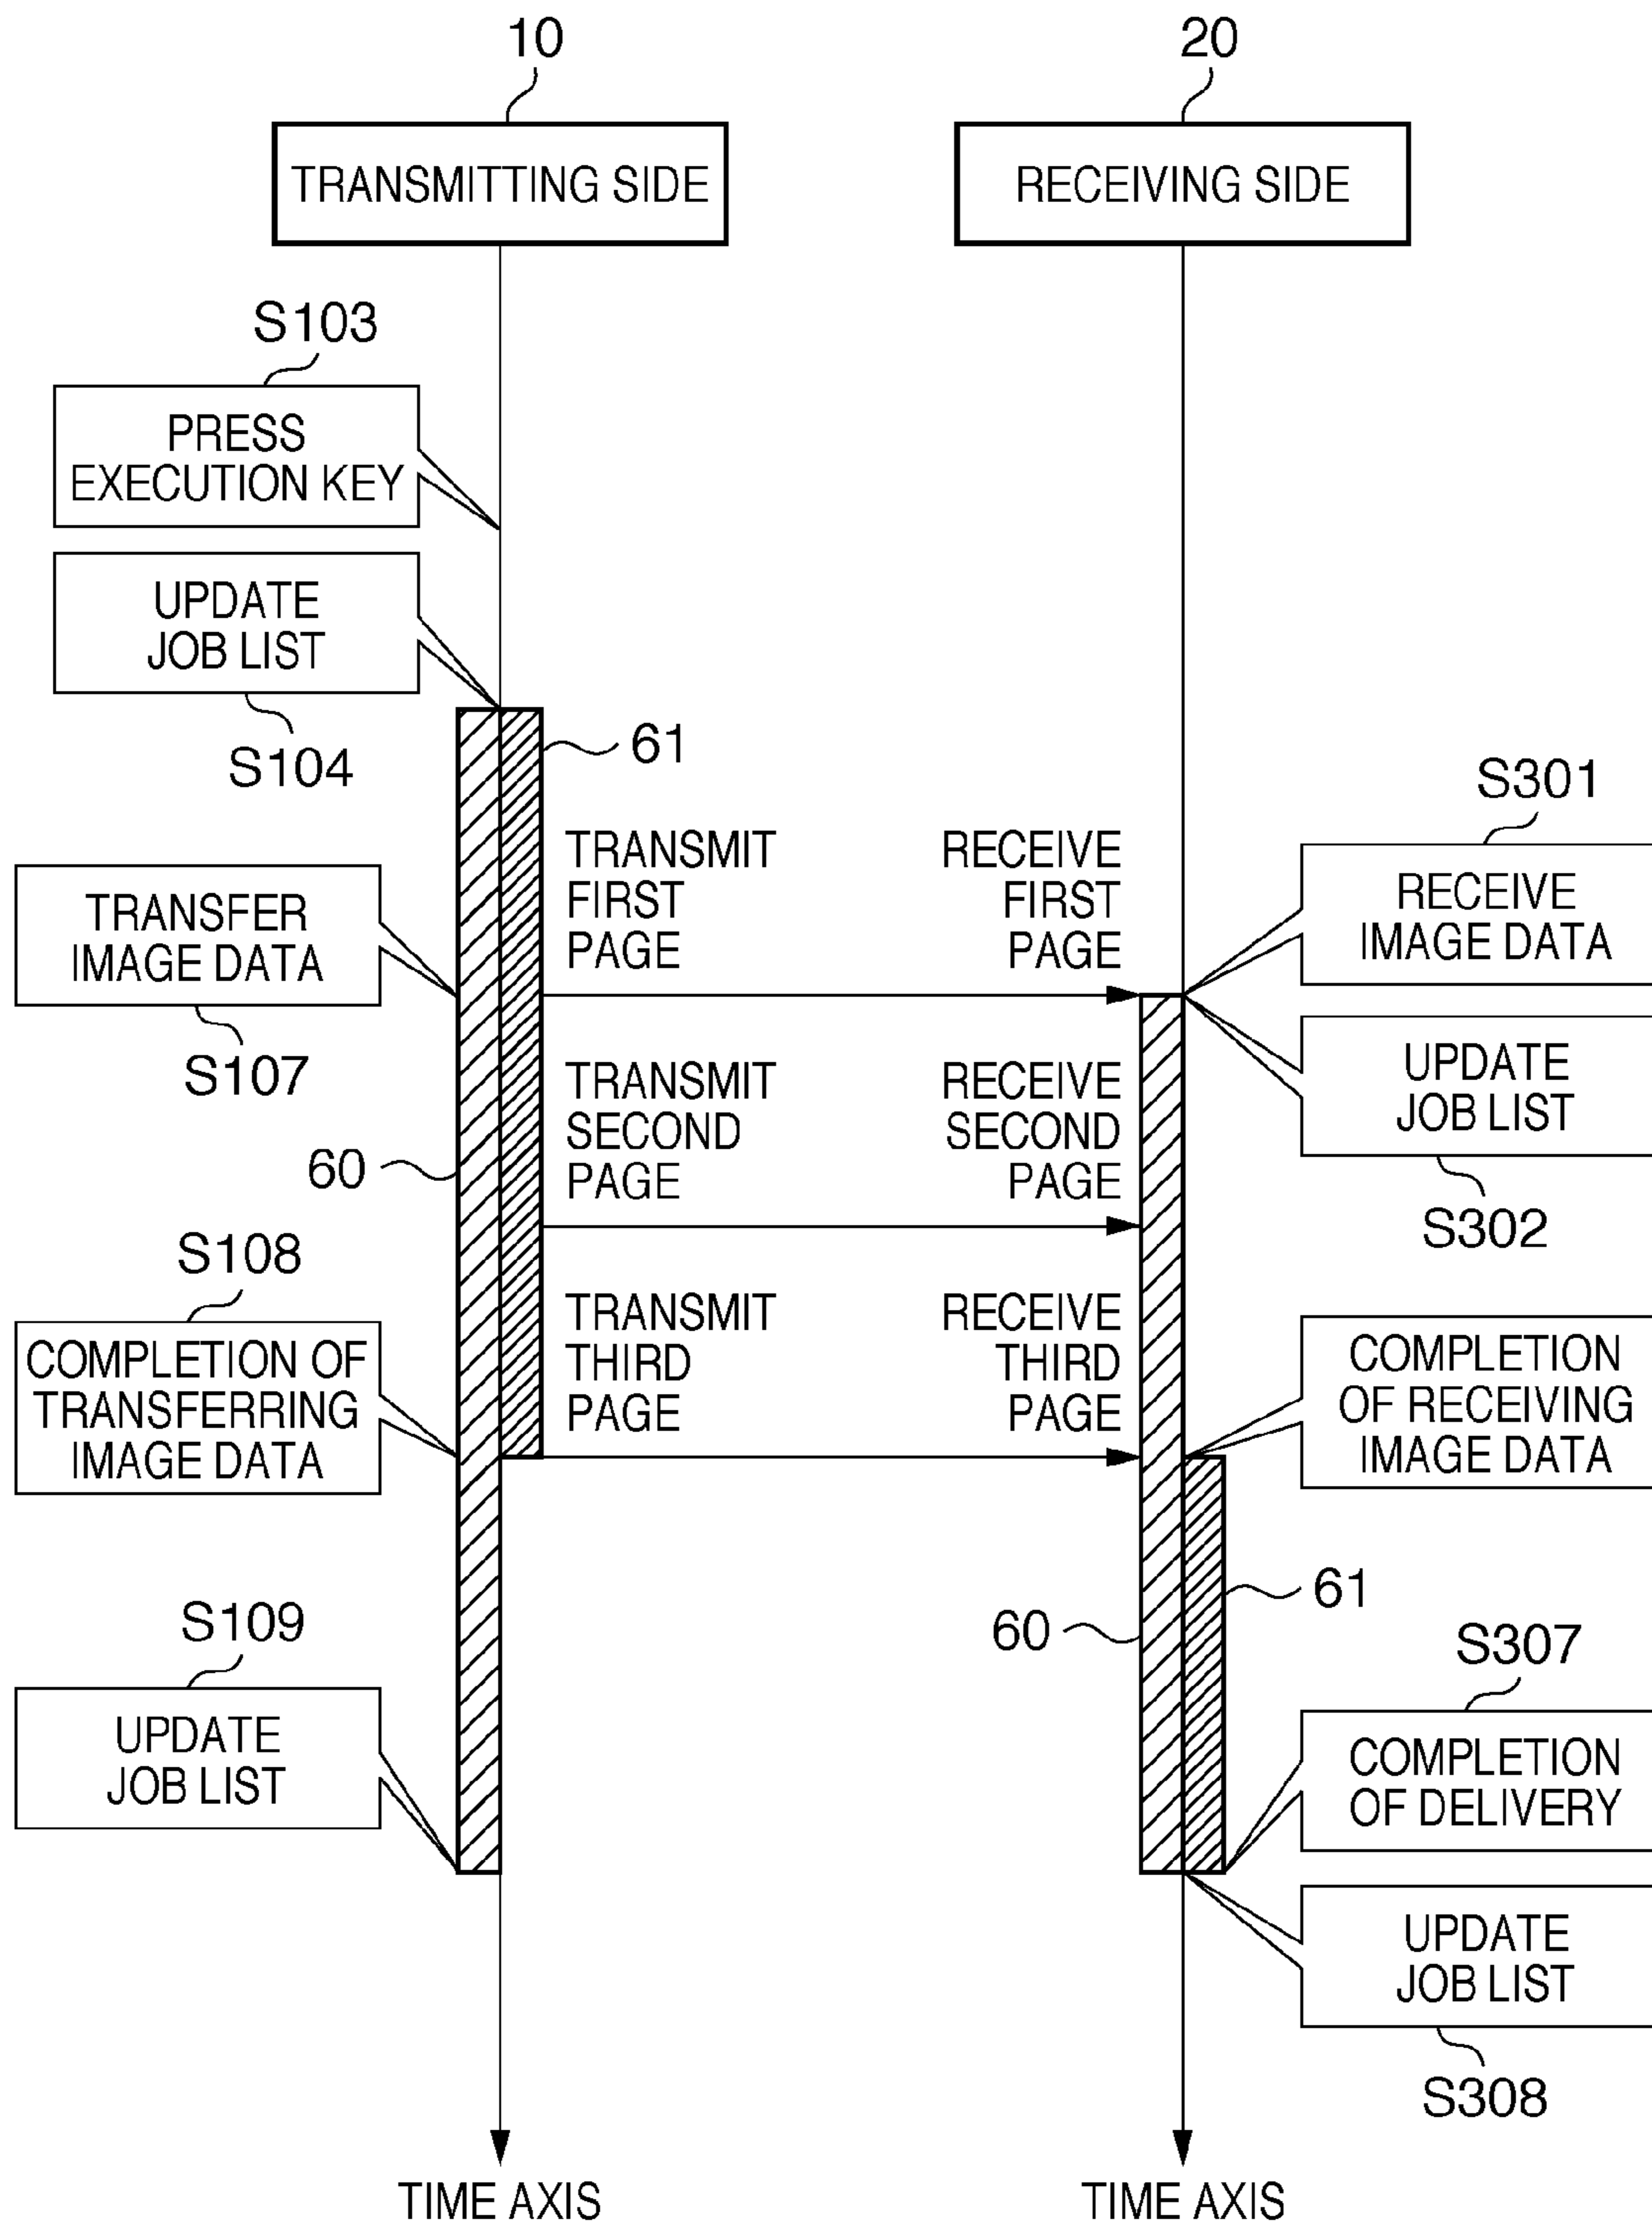 10
20
TRANSMITTING SIDE
RECEIVING SIDE
S103
PRESS
EXECUTION KEY
UPDATE
JOB LIST
S104
61
S301
TRANSMIT
FIRST
PAGE
RECEIVE
FIRST
PAGE
TRANSFER
IMAGE DATA
S107
RECEIVE
IMAGE DATA
UPDATE
JOB LIST
S302
TRANSMIT
SECOND
PAGE
RECEIVE
SECOND
PAGE
60
S108
COMPLETION OF
TRANSFERRING
IMAGE DATA
TRANSMIT
THIRD
PAGE
RECEIVE
THIRD
PAGE
COMPLETION
OF RECEIVING
IMAGE DATA
61
60
S109
UPDATE
JOB LIST
S307
COMPLETION
OF DELIVERY
UPDATE
JOB LIST
S308
TIME AXIS
TIME AXIS